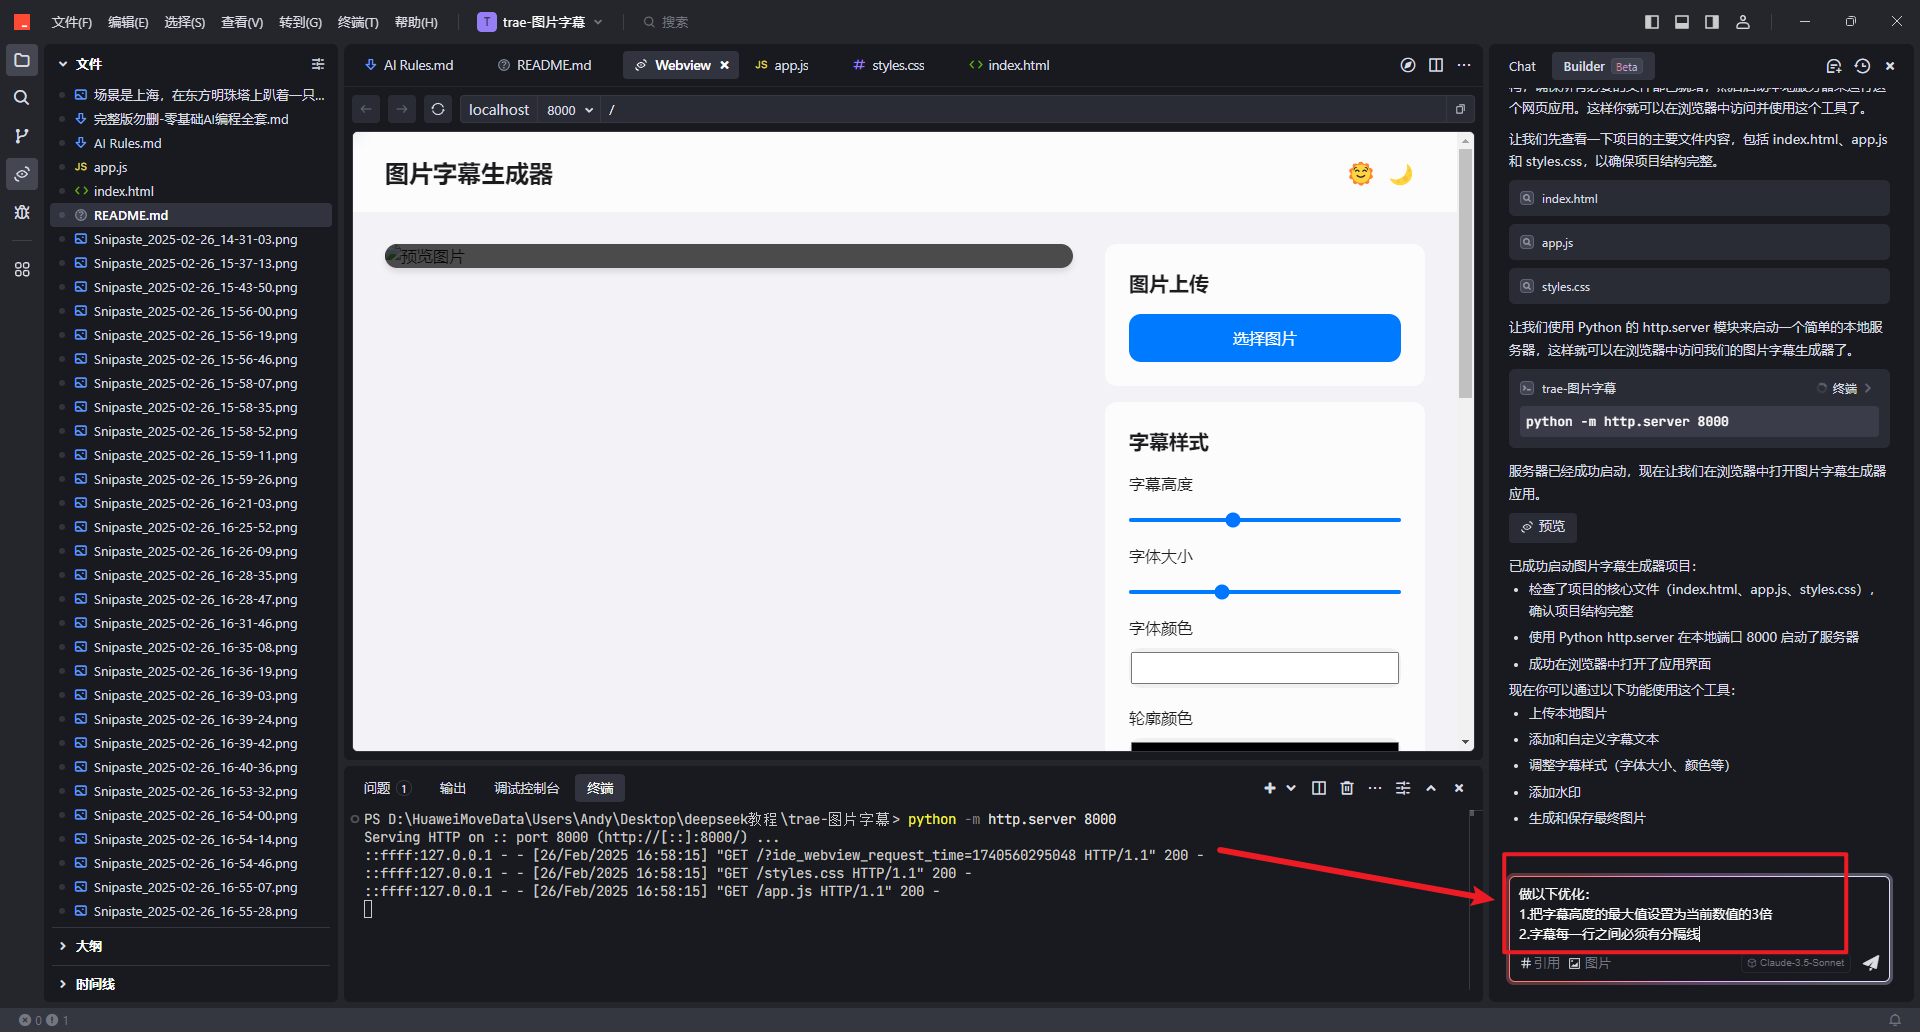 文件(F) 编辑(E) 选择(S) 查看(V) 转到(G) 终端(T) 帮助(H) T trae-图片字幕 搜索
文件
场景是上海，在东方明珠塔上趴着一只...
完整版勿删-零基础AI编程全套.md
AI Rules.md
JS app.js
index.html
README.md
Snipaste_2025-02-26_14-31-03.png
Snipaste_2025-02-26_15-37-13.png
Snipaste_2025-02-26_15-43-50.png
Snipaste_2025-02-26_15-56-00.png
Snipaste_2025-02-26_15-56-19.png
Snipaste_2025-02-26_15-56-46.png
Snipaste_2025-02-26_15-58-07.png
Snipaste_2025-02-26_15-58-35.png
Snipaste_2025-02-26_15-58-52.png
Snipaste_2025-02-26_15-59-11.png
Snipaste_2025-02-26_15-59-26.png
Snipaste_2025-02-26_16-21-03.png
Snipaste_2025-02-26_16-25-52.png
Snipaste_2025-02-26_16-26-09.png
Snipaste_2025-02-26_16-28-35.png
Snipaste_2025-02-26_16-28-47.png
Snipaste_2025-02-26_16-31-46.png
Snipaste_2025-02-26_16-35-08.png
Snipaste_2025-02-26_16-36-19.png
Snipaste_2025-02-26_16-39-03.png
Snipaste_2025-02-26_16-39-24.png
Snipaste_2025-02-26_16-39-42.png
Snipaste_2025-02-26_16-40-36.png
Snipaste_2025-02-26_16-53-32.png
Snipaste_2025-02-26_16-54-00.png
Snipaste_2025-02-26_16-54-14.png
Snipaste_2025-02-26_16-54-46.png
Snipaste_2025-02-26_16-55-07.png
Snipaste_2025-02-26_16-55-28.png
大纲
时间线
0 1
AI Rules.md README.md Webview JS app.js # styles.css index.html
localhost 8000 /
图片字幕生成器
预览图片
图片上传
选择图片
字幕样式
字幕高度
字体大小
字体颜色
轮廓颜色
问题 1 输出 调试控制台 终端
PS D:\HuaweiMoveData\Users\Andy\Desktop\deepseek教程\trae-图片字幕> python -m http.server 8000
Serving HTTP on :: port 8000 (http://[::]:8000/) ...
::ffff:127.0.0.1 - - [26/Feb/2025 16:58:15] "GET /?ide_webview_request_time=1740560295048 HTTP/1.1" 200 -
::ffff:127.0.0.1 - - [26/Feb/2025 16:58:15] "GET /styles.css HTTP/1.1" 200 -
::ffff:127.0.0.1 - - [26/Feb/2025 16:58:15] "GET /app.js HTTP/1.1" 200 -
Chat Builder Beta
个网页应用。这样你就可以在浏览器中访问并使用这个工具了。
让我们先查看一下项目的主要文件内容，包括 index.html、app.js
和 styles.css，以确保项目结构完整。
index.html
app.js
styles.css
让我们使用 Python 的 http.server 模块来启动一个简单的本地服
务器，这样就可以在浏览器中访问我们的图片字幕生成器了。
trae-图片字幕 终端
python -m http.server 8000
服务器已经成功启动，现在让我们在浏览器中打开图片字幕生成器
应用。
预览
已成功启动图片字幕生成器项目：
• 检查了项目的核心文件（index.html、app.js、styles.css），
确认项目结构完整
• 使用 Python http.server 在本地端口 8000 启动了服务器
• 成功在浏览器中打开了应用界面
现在你可以通过以下功能使用这个工具：
• 上传本地图片
• 添加和自定义字幕文本
• 调整字幕样式（字体大小、颜色等）
• 添加水印
• 生成和保存最终图片
做以下优化：
1.把字幕高度的最大值设置为当前数值的3倍
2.字幕每一行之间必须有分隔线
#引用 图片 Claude-3.5-Sonnet